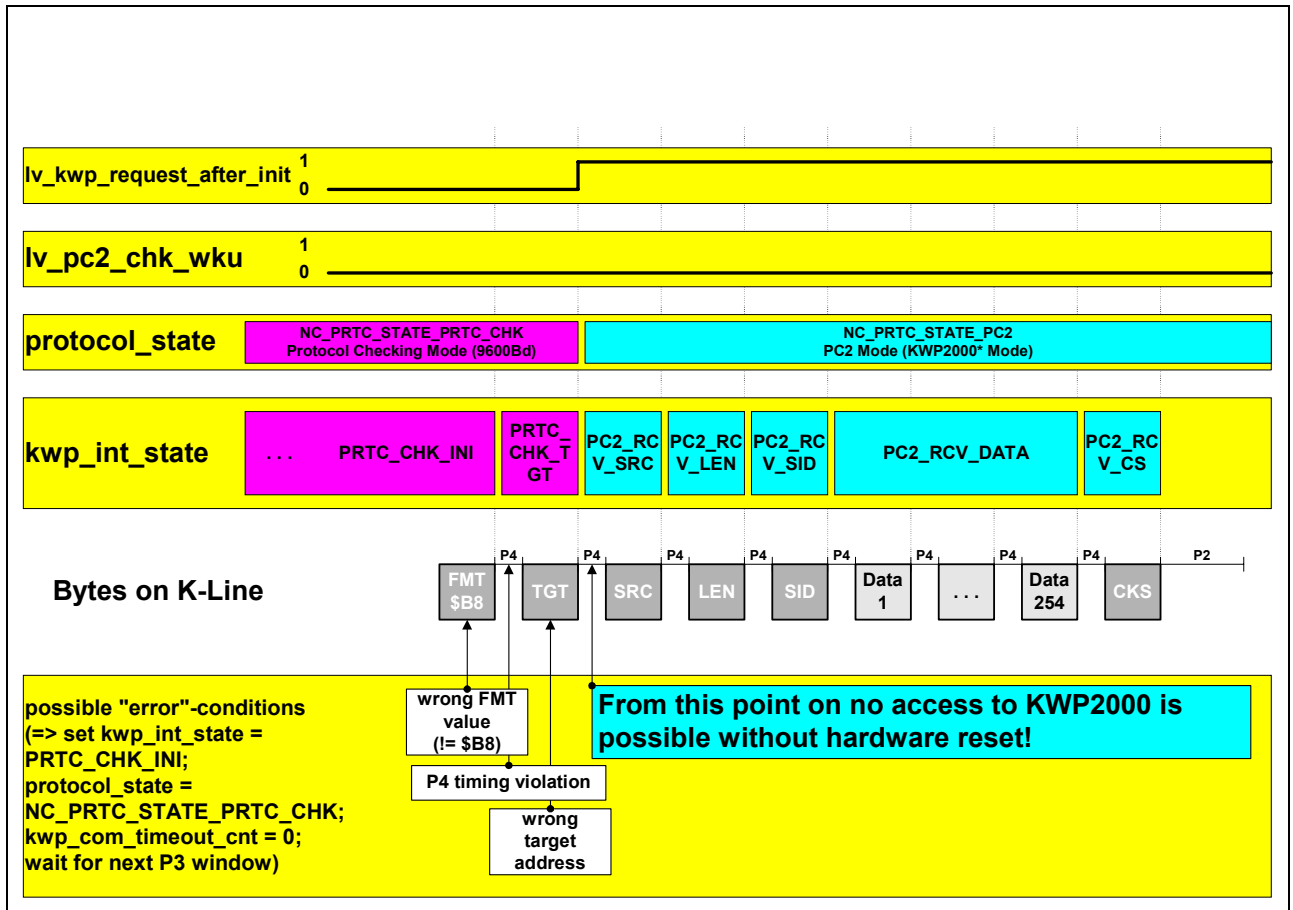 lv_kwp_request_after_init
1
0
lv_pc2_chk_wku
1
0
protocol_state
NC_PRTC_STATE_PRTC_CHK
Protocol Checking Mode (9600Bd)
NC_PRTC_STATE_PC2
PC2 Mode (KWP2000* Mode)
kwp_int_state
. . .
PRTC_CHK_INI
PRTC_
CHK_T
GT
PC2_RC
V_SRC
PC2_RC
V_LEN
PC2_RC
V_SID
PC2_RCV_DATA
PC2_RC
V_CS
P4
P4
P4
P4
P4
P4
P4
P4
P2
Bytes on K-Line
FMT
$B8
TGT
SRC
LEN
SID
Data
1
. . .
Data
254
CKS
possible "error"-conditions
(=> set kwp_int_state =
PRTC_CHK_INI;
protocol_state =
NC_PRTC_STATE_PRTC_CHK;
kwp_com_timeout_cnt = 0;
wait for next P3 window)
wrong FMT
value
(!= $B8)
P4 timing violation
wrong
target
address
From this point on no access to KWP2000 is
possible without hardware reset!